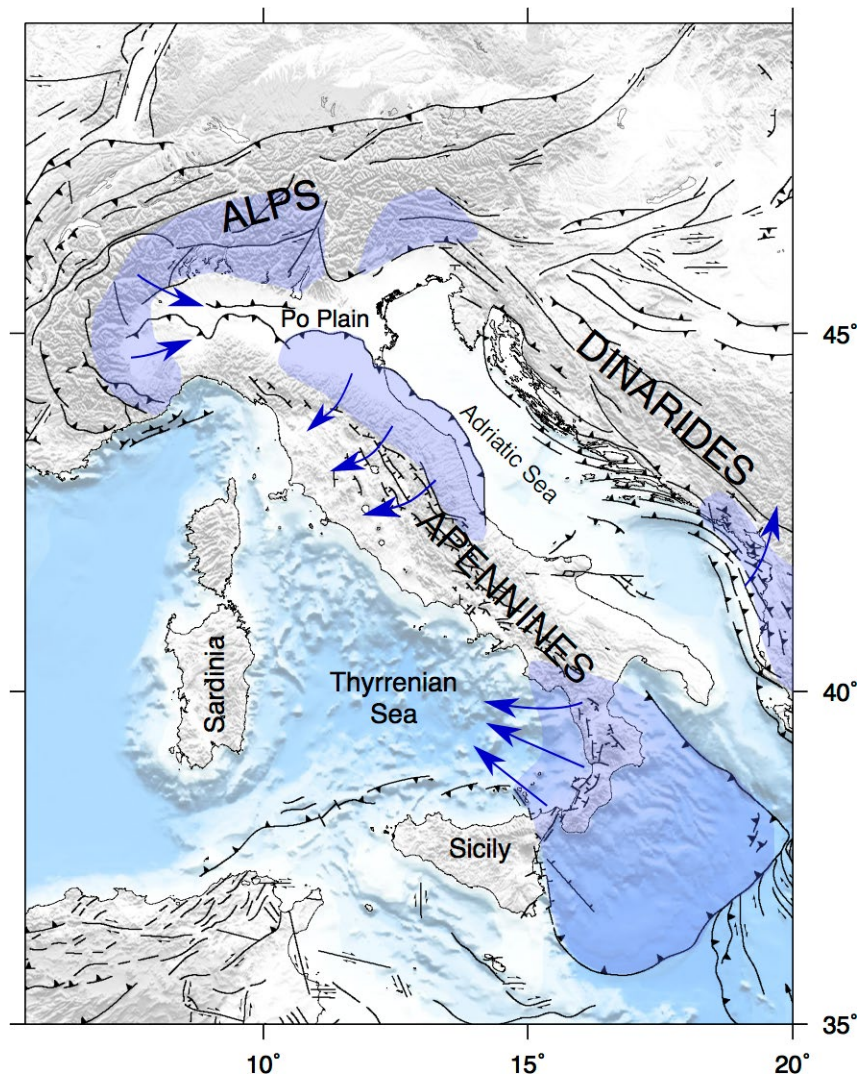 ALPS
Po Plain
45°
DINARIDES
Adriatic Sea
APENNINES
Sardinia
Thyrrenian
Sea
40°
Sicily
35°
10°
15°
20°